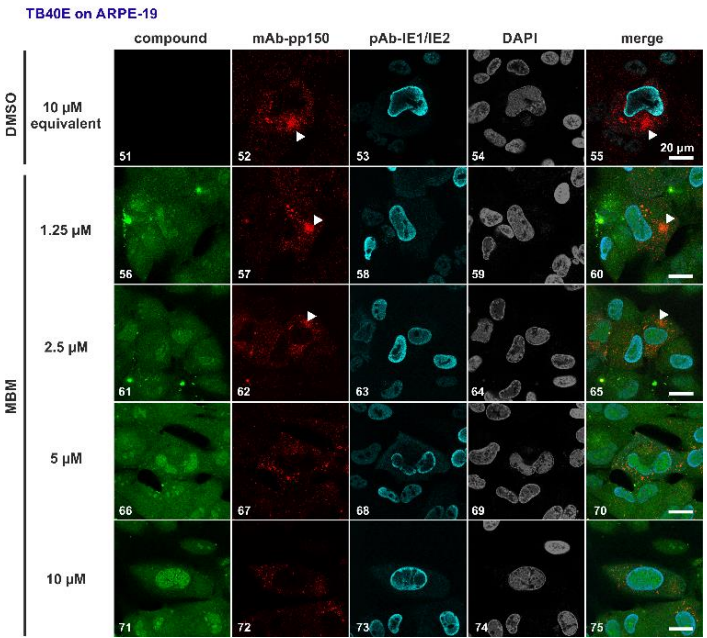 TB40E on ARPE-19
compound mAb-pp150 pAb-IE1/IE2 DAPI merge
DMSO
10 µM
equivalent
51 52 53 54 55
20 µm
MBM
1.25 µM
56 57 58 59 60
2.5 µM
61 62 63 64 65
5 µM
66 67 68 69 70
10 µM
71 72 73 74 75